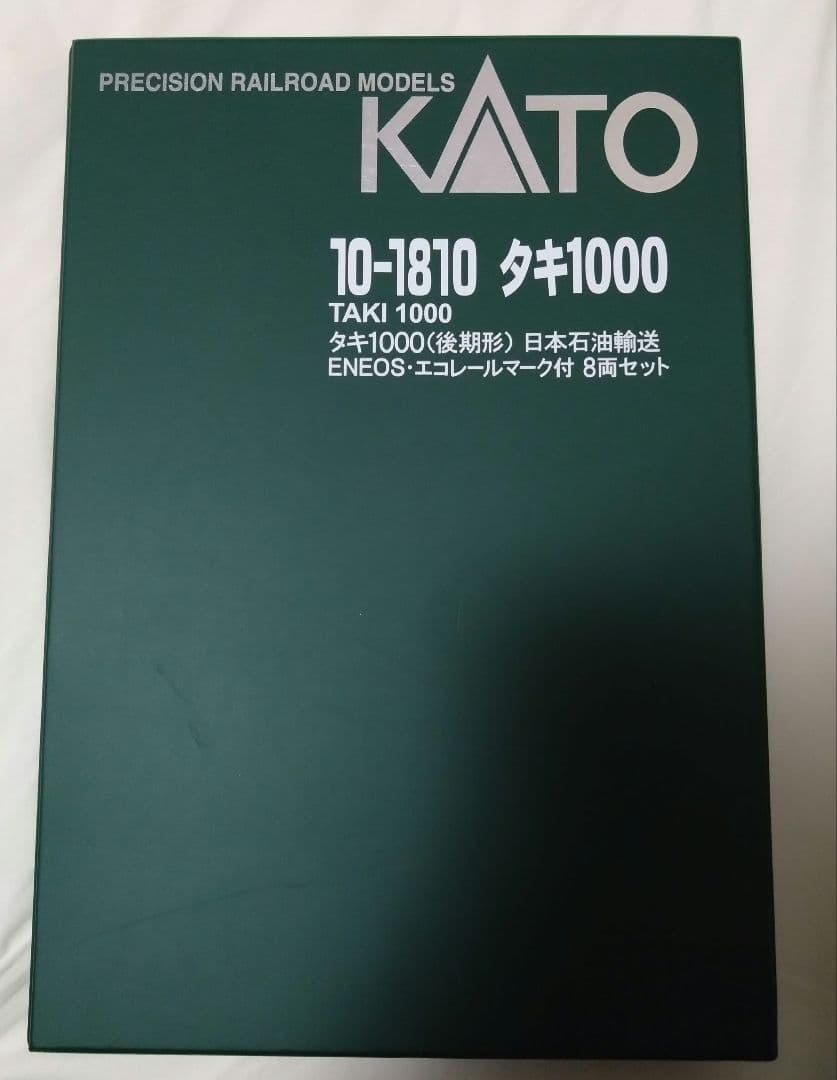 PRECISION RAILROAD MODELS
KATO
10-1810 タキ1000
TAKI 1000
タキ1000(後期形) 日本石油輸送
ENEOS・エコレールマーク付 8両セット